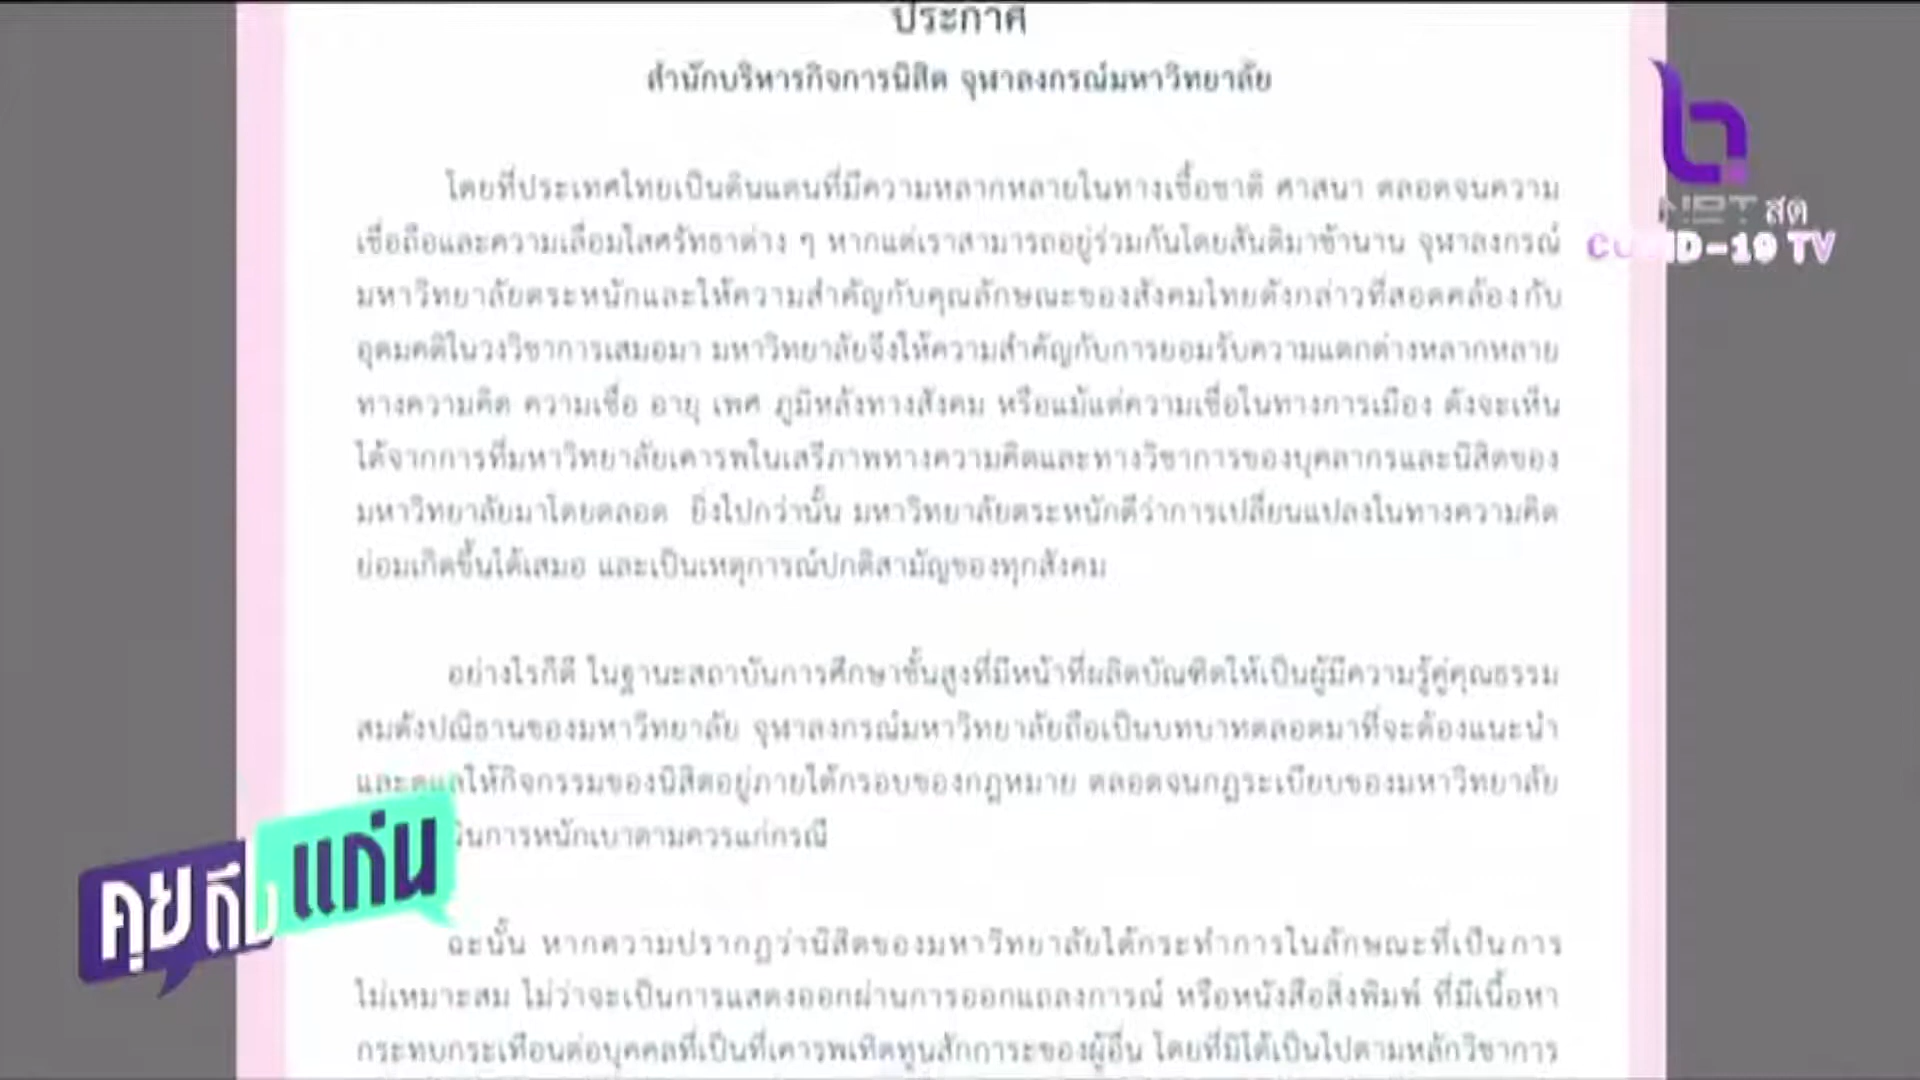 ประกาศ
สำนักบริหารกิจการนิสิต จุฬาลงกรณ์มหาวิทยาลัย
โดยที่ประเทศไทยเป็นดินแดนที่มีความหลากหลายในทางเชื้อชาติ ศาสนา ตลอดจนความ
เชื่อถือและความเลื่อมใสศรัทธาต่าง ๆ หากแต่เราสามารถอยู่ร่วมกันโดยสันติมาช้านาน จุฬาลงกรณ์
มหาวิทยาลัยตระหนักและให้ความสำคัญกับคุณลักษณะของสังคมไทยดังกล่าวที่สอดคล้องกับ
อุดมคติในวงวิชาการเสมอมา มหาวิทยาลัยจึงให้ความสำคัญกับการยอมรับความแตกต่างหลากหลาย
ทางความคิด ความเชื่อ อายุ เพศ ภูมิหลังทางสังคม หรือแม้แต่ความเชื่อในทางการเมือง ดังจะเห็น
ได้จากการที่มหาวิทยาลัยเคารพในเสรีภาพทางความคิดและทางวิชาการของบุคลากรและนิสิตของ
มหาวิทยาลัยมาโดยตลอด ยิ่งไปกว่านั้น มหาวิทยาลัยตระหนักดีว่าการเปลี่ยนแปลงในทางความคิด
ย่อมเกิดขึ้นได้เสมอ และเป็นเหตุการณ์ปกติสามัญของทุกสังคม
อย่างไรก็ดี ในฐานะสถาบันการศึกษาชั้นสูงที่มีหน้าที่ผลิตบัณฑิตให้เป็นผู้มีความรู้คู่คุณธรรม
สมดังปณิธานของมหาวิทยาลัย จุฬาลงกรณ์มหาวิทยาลัยถือเป็นบทบาทตลอดมาที่จะต้องแนะนำ
และดูแลให้กิจกรรมของนิสิตอยู่ภายใต้กรอบของกฎหมาย ตลอดจนกฎระเบียบของมหาวิทยาลัย
การหนักเบาตามควรแก่กรณี
ฉะนั้น หากความปรากฏว่านิสิตของมหาวิทยาลัยได้กระทำการในลักษณะที่เป็นการ
ไม่เหมาะสม ไม่ว่าจะเป็นการแสดงออกผ่านการออกแถลงการณ์ หรือหนังสือสิ่งพิมพ์ ที่มีเนื้อหา
กระทบกระเทือนต่อบุคคลที่เป็นที่เคารพเทิดทูนสักการะของผู้อื่น โดยที่มิได้เป็นไปตามหลักวิชาการ
NBT สด
COVID-19 TV
คุยถึงแก่น